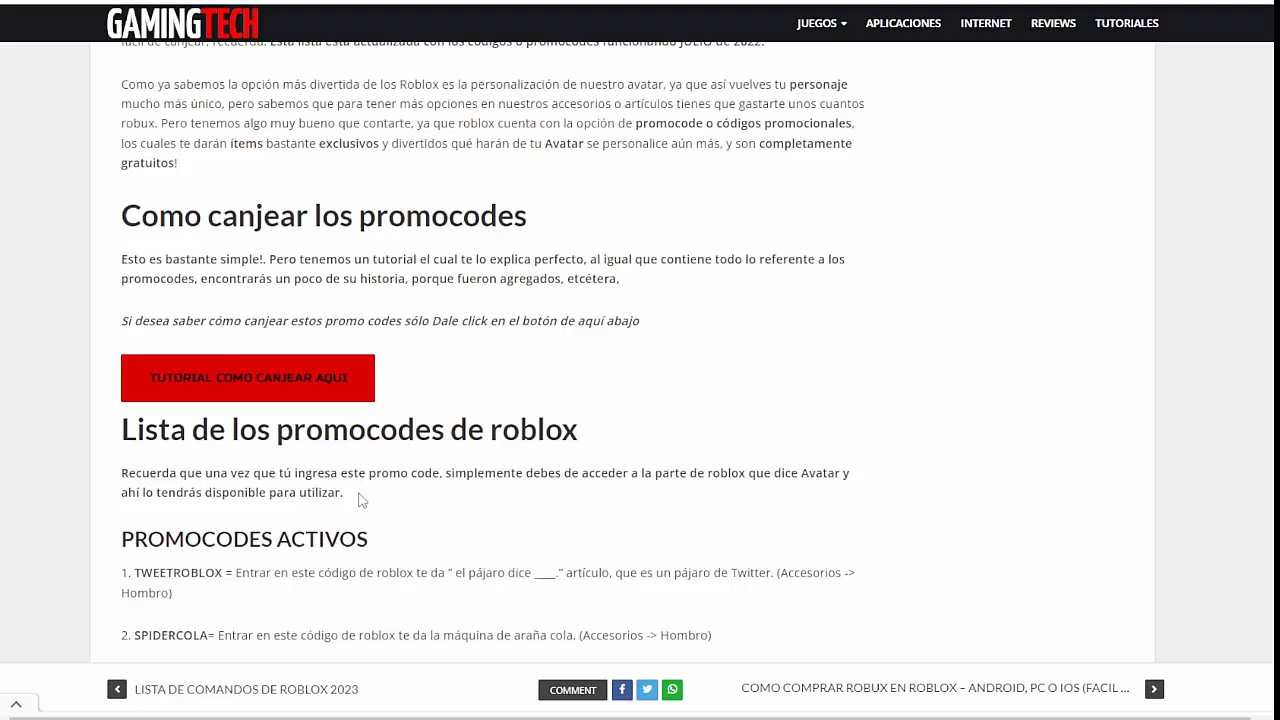 GAMINGTECH
JUEGOS
APLICACIONES
INTERNET
REVIEWS
TUTORIALES
fácil de canjear, recuerda. Esta lista está actualizada con los códigos o promocodes funcionando JULIO de 2022.
Como ya sabemos la opción más divertida de los Roblox es la personalización de nuestro avatar, ya que así vuelves tu personaje
mucho más único, pero sabemos que para tener más opciones en nuestros accesorios o artículos tienes que gastarte unos cuantos
robux. Pero tenemos algo muy bueno que contarte, ya que roblox cuenta con la opción de promocode o códigos promocionales,
los cuales te darán ítems bastante exclusivos y divertidos qué harán de tu Avatar se personalice aún más, y son completamente
gratuitos!
Como canjear los promocodes
Esto es bastante simple!. Pero tenemos un tutorial el cual te lo explica perfecto, al igual que contiene todo lo referente a los
promocodes, encontrarás un poco de su historia, porque fueron agregados, etcétera,
Si desea saber cómo canjear estos promo codes sólo Dale click en el botón de aquí abajo
TUTORIAL COMO CANJEAR AQUI
Lista de los promocodes de roblox
Recuerda que una vez que tú ingresa este promo code, simplemente debes de acceder a la parte de roblox que dice Avatar y
ahí lo tendrás disponible para utilizar.
PROMOCODES ACTIVOS
1. TWEETROBLOX = Entrar en este código de roblox te da " el pájaro dice ____." artículo, que es un pájaro de Twitter. (Accesorios ->
Hombro)
2. SPIDERCOLA= Entrar en este código de roblox te da la máquina de araña cola. (Accesorios -> Hombro)
LISTA DE COMANDOS DE ROBLOX 2023
COMMENT
COMO COMPRAR ROBUX EN ROBLOX – ANDROID, PC O IOS (FACIL ...